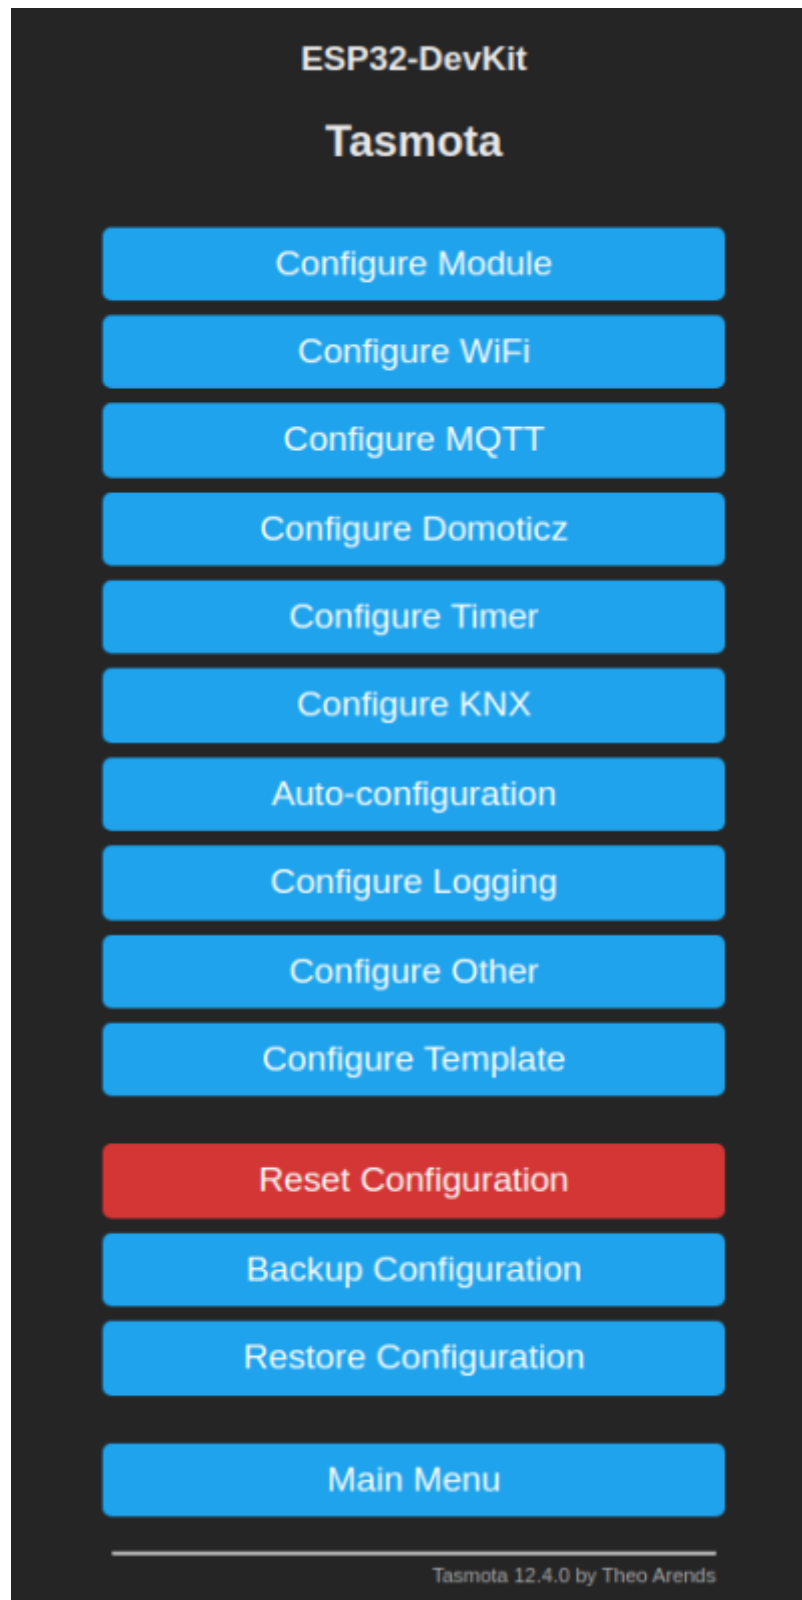 ESP32-DevKit
Tasmota
Configure Module
Configure WiFi
Configure MQTT
Configure Domoticz
Configure Timer
Configure KNX
Auto-configuration
Configure Logging
Configure Other
Configure Template
Reset Configuration
Backup Configuration
Restore Configuration
Main Menu
Tasmota 12.4.0 by Theo Arends